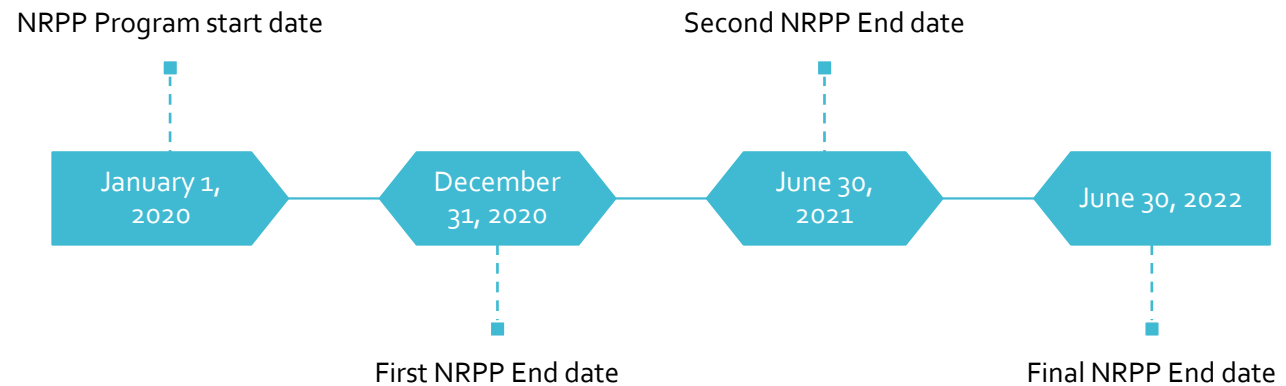 NRPP Program start date
Second NRPP End date
January 1,
2020
December
31, 2020
June 30,
2021
June 30, 2022
First NRPP End date
Final NRPP End date